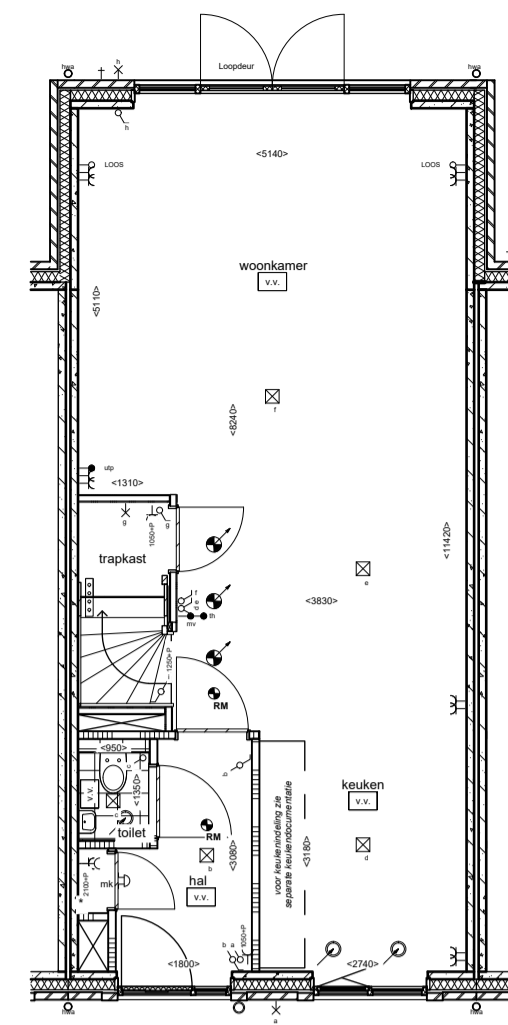 h
hwa
Loopdeur
hwa
h
<5140>
LOOS
LOOS
woonkamer
v.v.
<5110>
f
<8240>
utp
<1310>
g
g
1050+P
<11420>
trapkast
e
f
d e
<3830>
mv
th
1250+P
RM
<950>
b
c
keuken
v.v.
<1350>
v.v.
c
toilet
RM
voor keukenindeling zie
separate keukendocumentatie
<3080>
<3180>
d
b
2100+P
mk
hal
v.v.
*
b a
1050+P
<1800>
<2740>
hwa
a
hwa